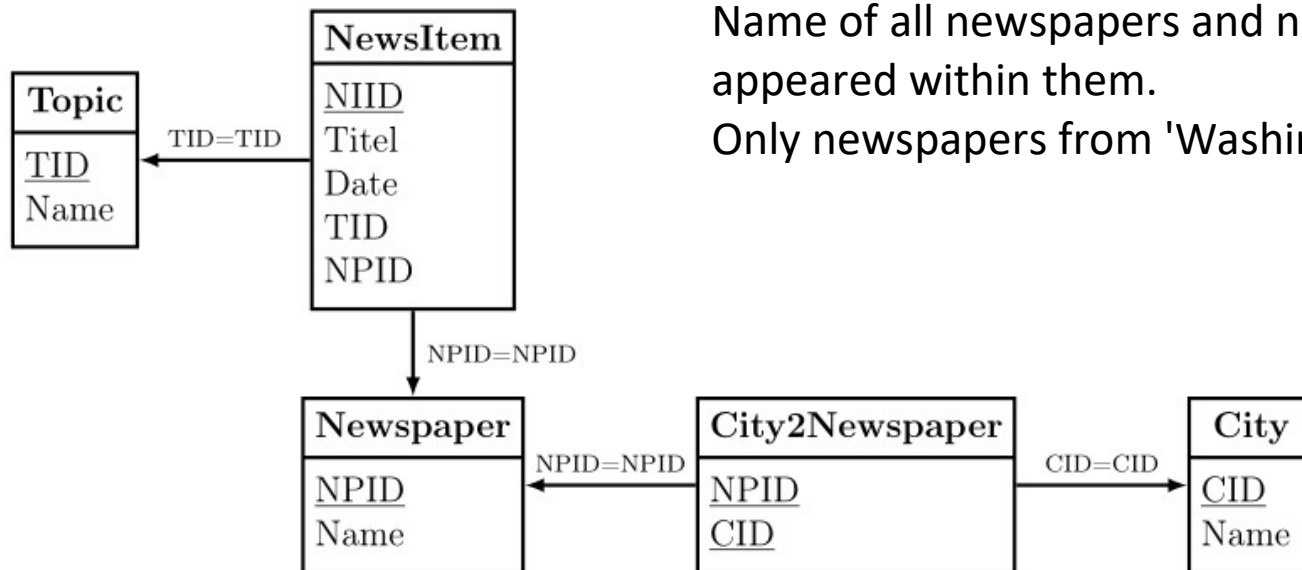 Name of all newspapers and
appeared within them.
Only newspapers from
NewsItem
NIID
Titel
Date
TID
NPID
Topic
TID
Name
TID=TID
NPID=NPID
Newspaper
NPID
Name
NPID=NPID
City2Newspaper
NPID
CID
CID=CID
City
CID
Name